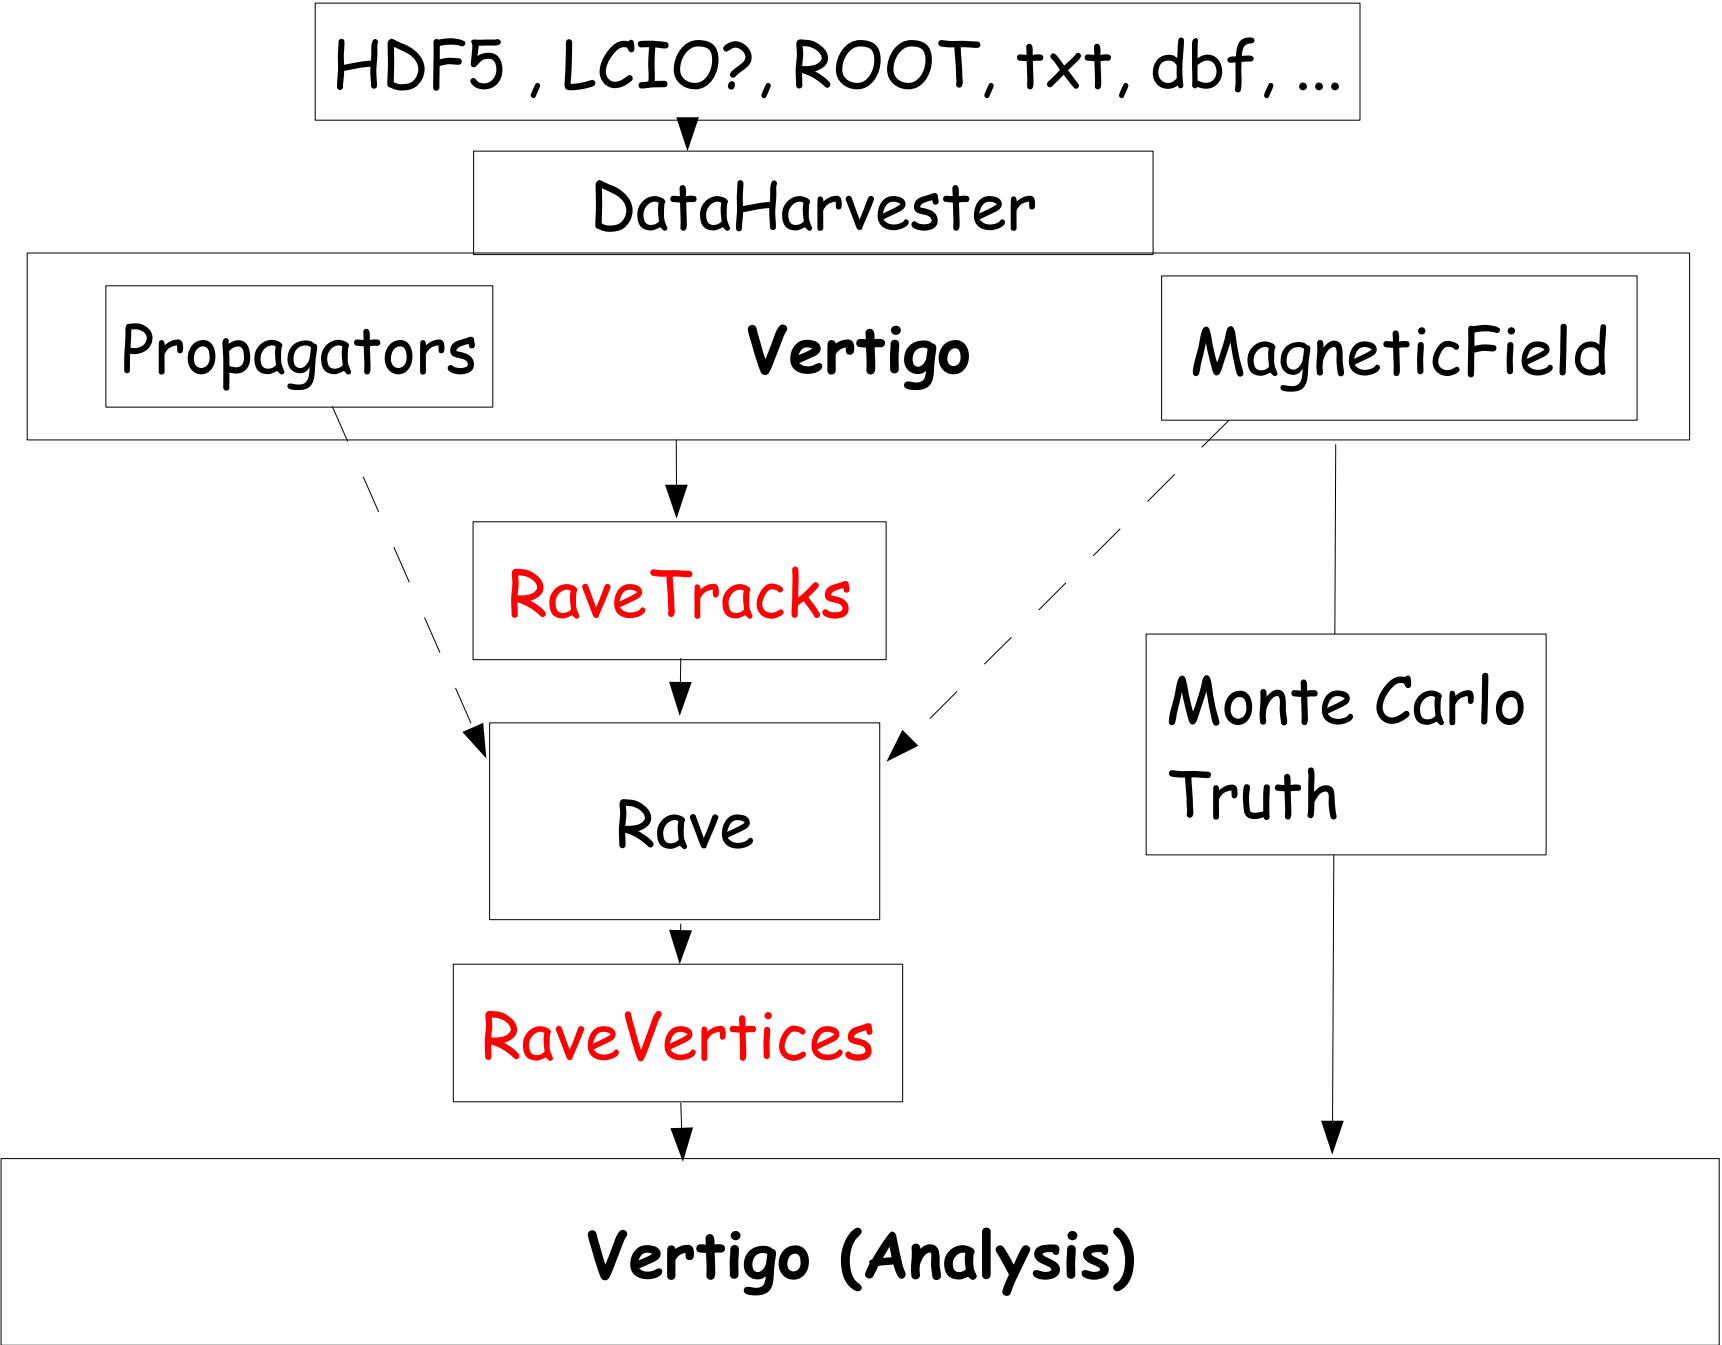 HDF5 , LCIO?, ROOT, txt, dbf, ...
DataHarvester
Propagators
Vertigo
MagneticField
RaveTracks
Monte Carlo
Truth
Rave
RaveVertices
Vertigo (Analysis)